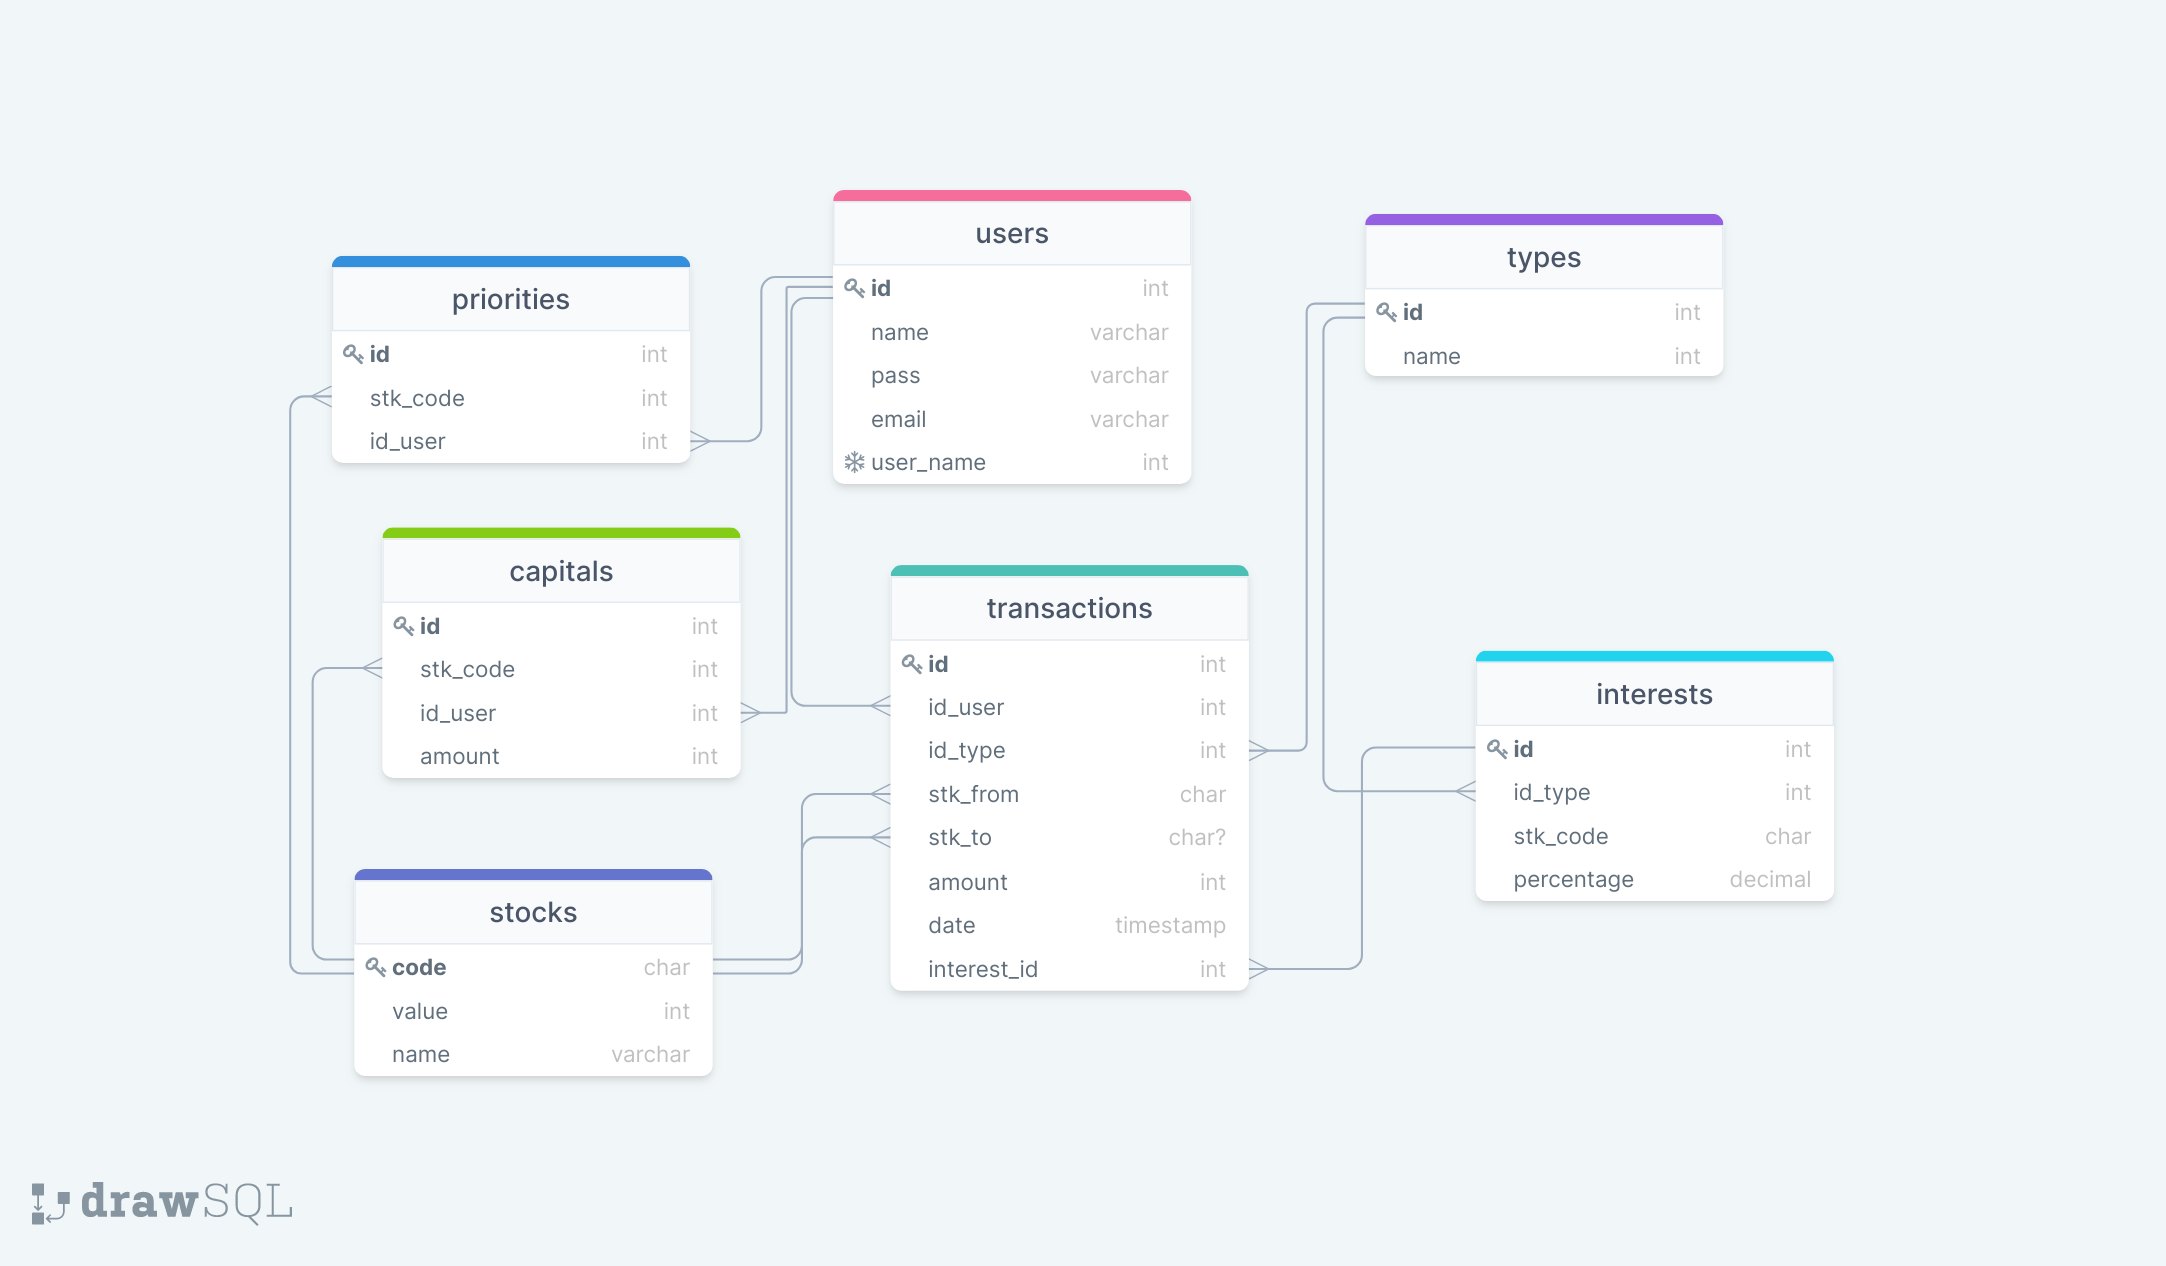 users
id int
name varchar
pass varchar
email varchar
user_name int
types
id int
name int
priorities
id int
stk_code int
id_user int
capitals
id int
stk_code int
id_user int
amount int
transactions
id int
id_user int
id_type int
stk_from char
stk_to char?
amount int
date timestamp
interest_id int
interests
id int
id_type int
stk_code char
percentage decimal
stocks
code char
value int
name varchar
drawSQL